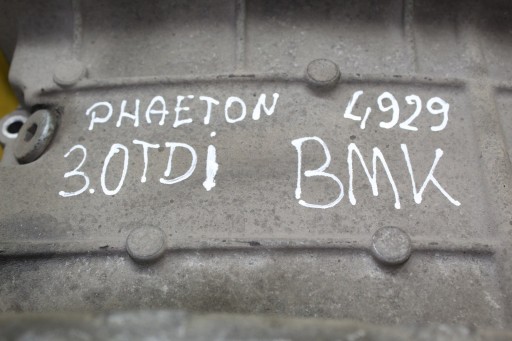 PHAETON 4,929
3.0TDi BMK